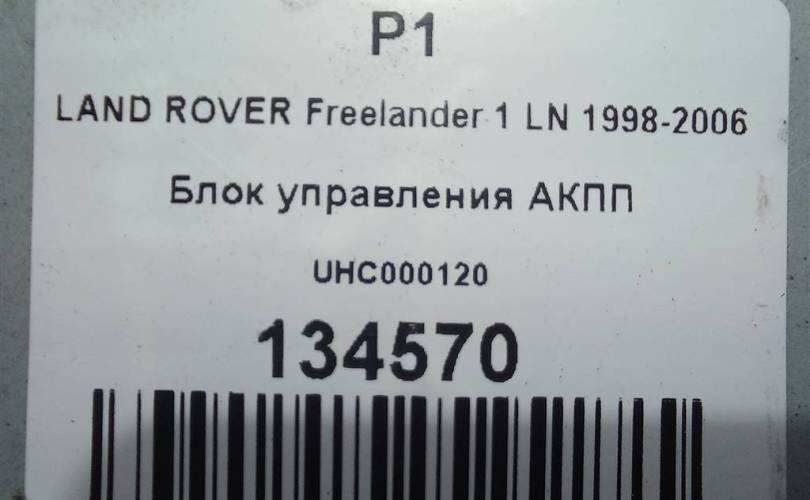 P1
LAND ROVER Freelander 1 LN 1998-2006
Блок управления АКПП
UHC000120
134570